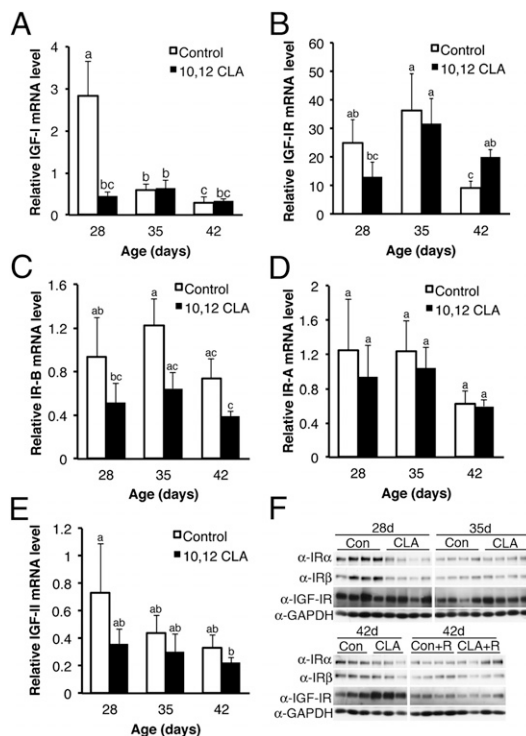 A
Relative IGF-I mRNA level
4
3
2
1
0
a
bc
b
b
c
bc
Control
10,12 CLA
28
35
42
Age (days)
B
Relative IGF-IR mRNA level
60
50
40
30
20
10
0
ab
bc
a
a
c
ab
Control
10,12 CLA
28
35
42
Age (days)
C
Relative IR-B mRNA level
1.6
1.2
0.8
0.4
0
ab
bc
a
ac
ac
c
Control
10,12 CLA
28
35
42
Age (days)
D
Relative IR-A mRNA level
2.0
1.6
1.2
0.8
0.4
0
a
a
a
a
a
a
Control
10,12 CLA
28
35
42
Age (days)
E
Relative IGF-II mRNA level
1.2
1
0.8
0.6
0.4
0.2
0
a
ab
ab
ab
ab
b
Control
10,12 CLA
28
35
42
Age (days)
F
28d 35d
Con CLA Con CLA
α-IRα
α-IRβ
α-IGF-IR
α-GAPDH
42d 42d
Con CLA Con+R CLA+R
α-IRα
α-IRβ
α-IGF-IR
α-GAPDH